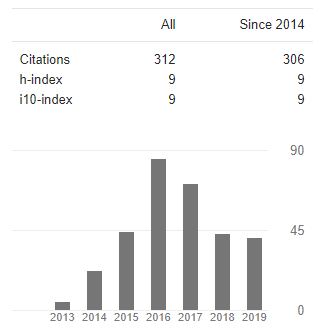 All Since 2014
Citations 312 306
h-index 9 9
i10-index 9 9
90
45
0
2013 2014 2015 2016 2017 2018 2019